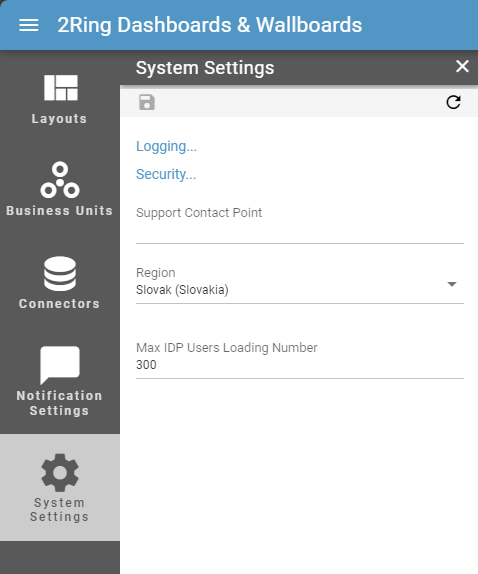 2Ring Dashboards & Wallboards
System Settings
Layouts
Business Units
Connectors
Notification
Settings
System
Settings
Logging...
Security...
Support Contact Point
Region
Slovak (Slovakia)
Max IDP Users Loading Number
300